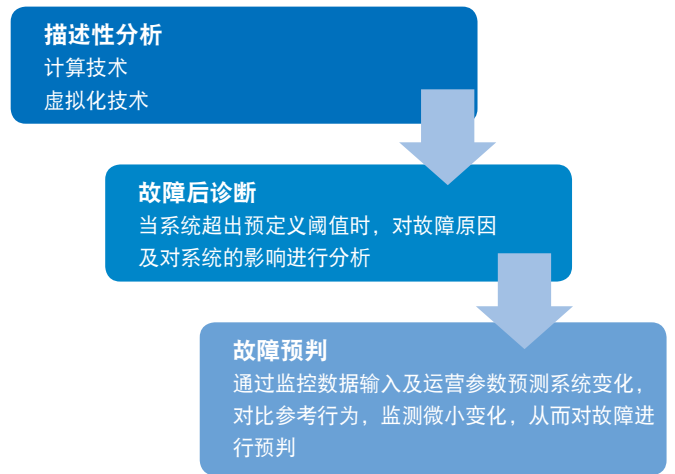 描述性分析
计算技术
虚拟化技术
故障后诊断
当系统超出预定义阈值时，对故障原因
及对系统的影响进行分析
故障预判
通过监控数据输入及运营参数预测系统变化，
对比参考行为，监测微小变化，从而对故障进
行预判